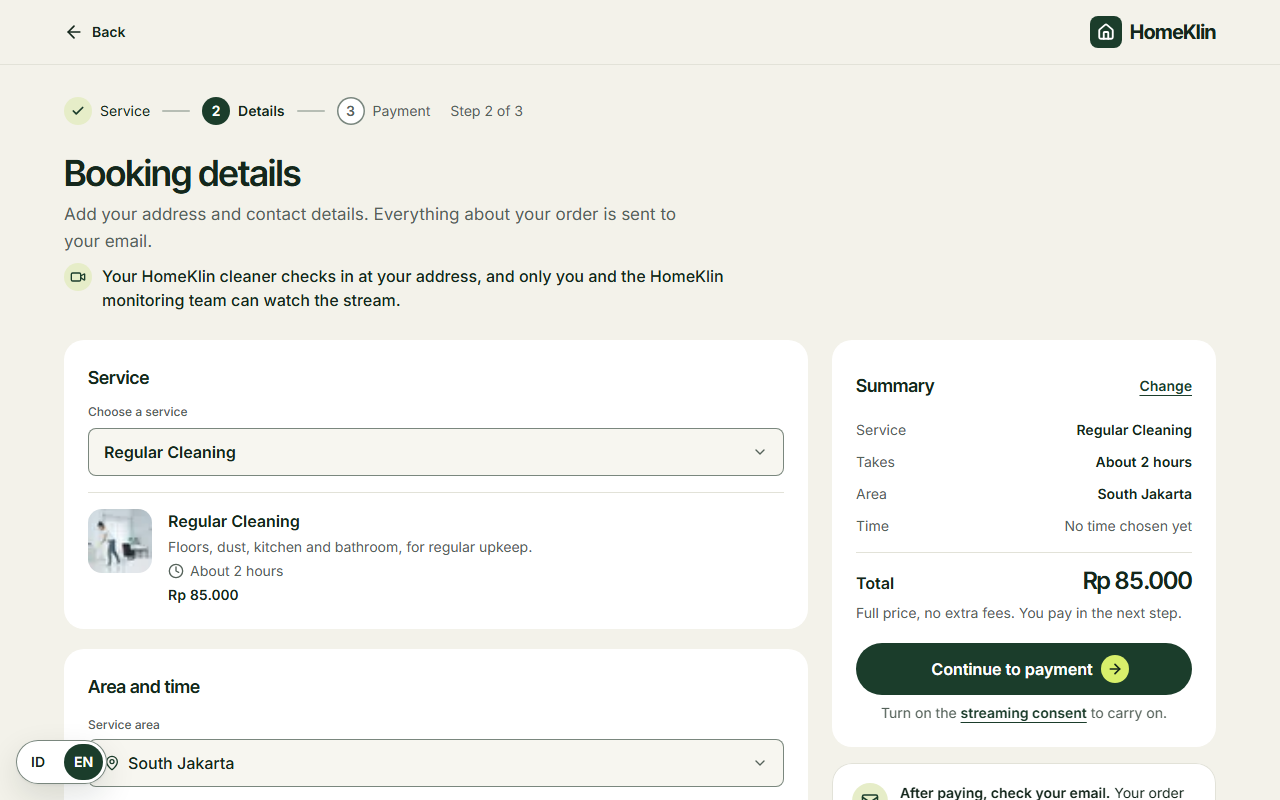 Back
HomeKlin
Service
2 Details
3 Payment
Step 2 of 3
Booking details
Add your address and contact details. Everything about your order is sent to
your email.
Your HomeKlin cleaner checks in at your address, and only you and the HomeKlin
monitoring team can watch the stream.
Service
Choose a service
Regular Cleaning
Regular Cleaning
Floors, dust, kitchen and bathroom, for regular upkeep.
About 2 hours
Rp 85.000
Area and time
Service area
South Jakarta
ID EN
Summary
Change
Service Regular Cleaning
Takes About 2 hours
Area South Jakarta
Time No time chosen yet
Total Rp 85.000
Full price, no extra fees. You pay in the next step.
Continue to payment
Turn on the streaming consent to carry on.
After paying, check your email. Your order